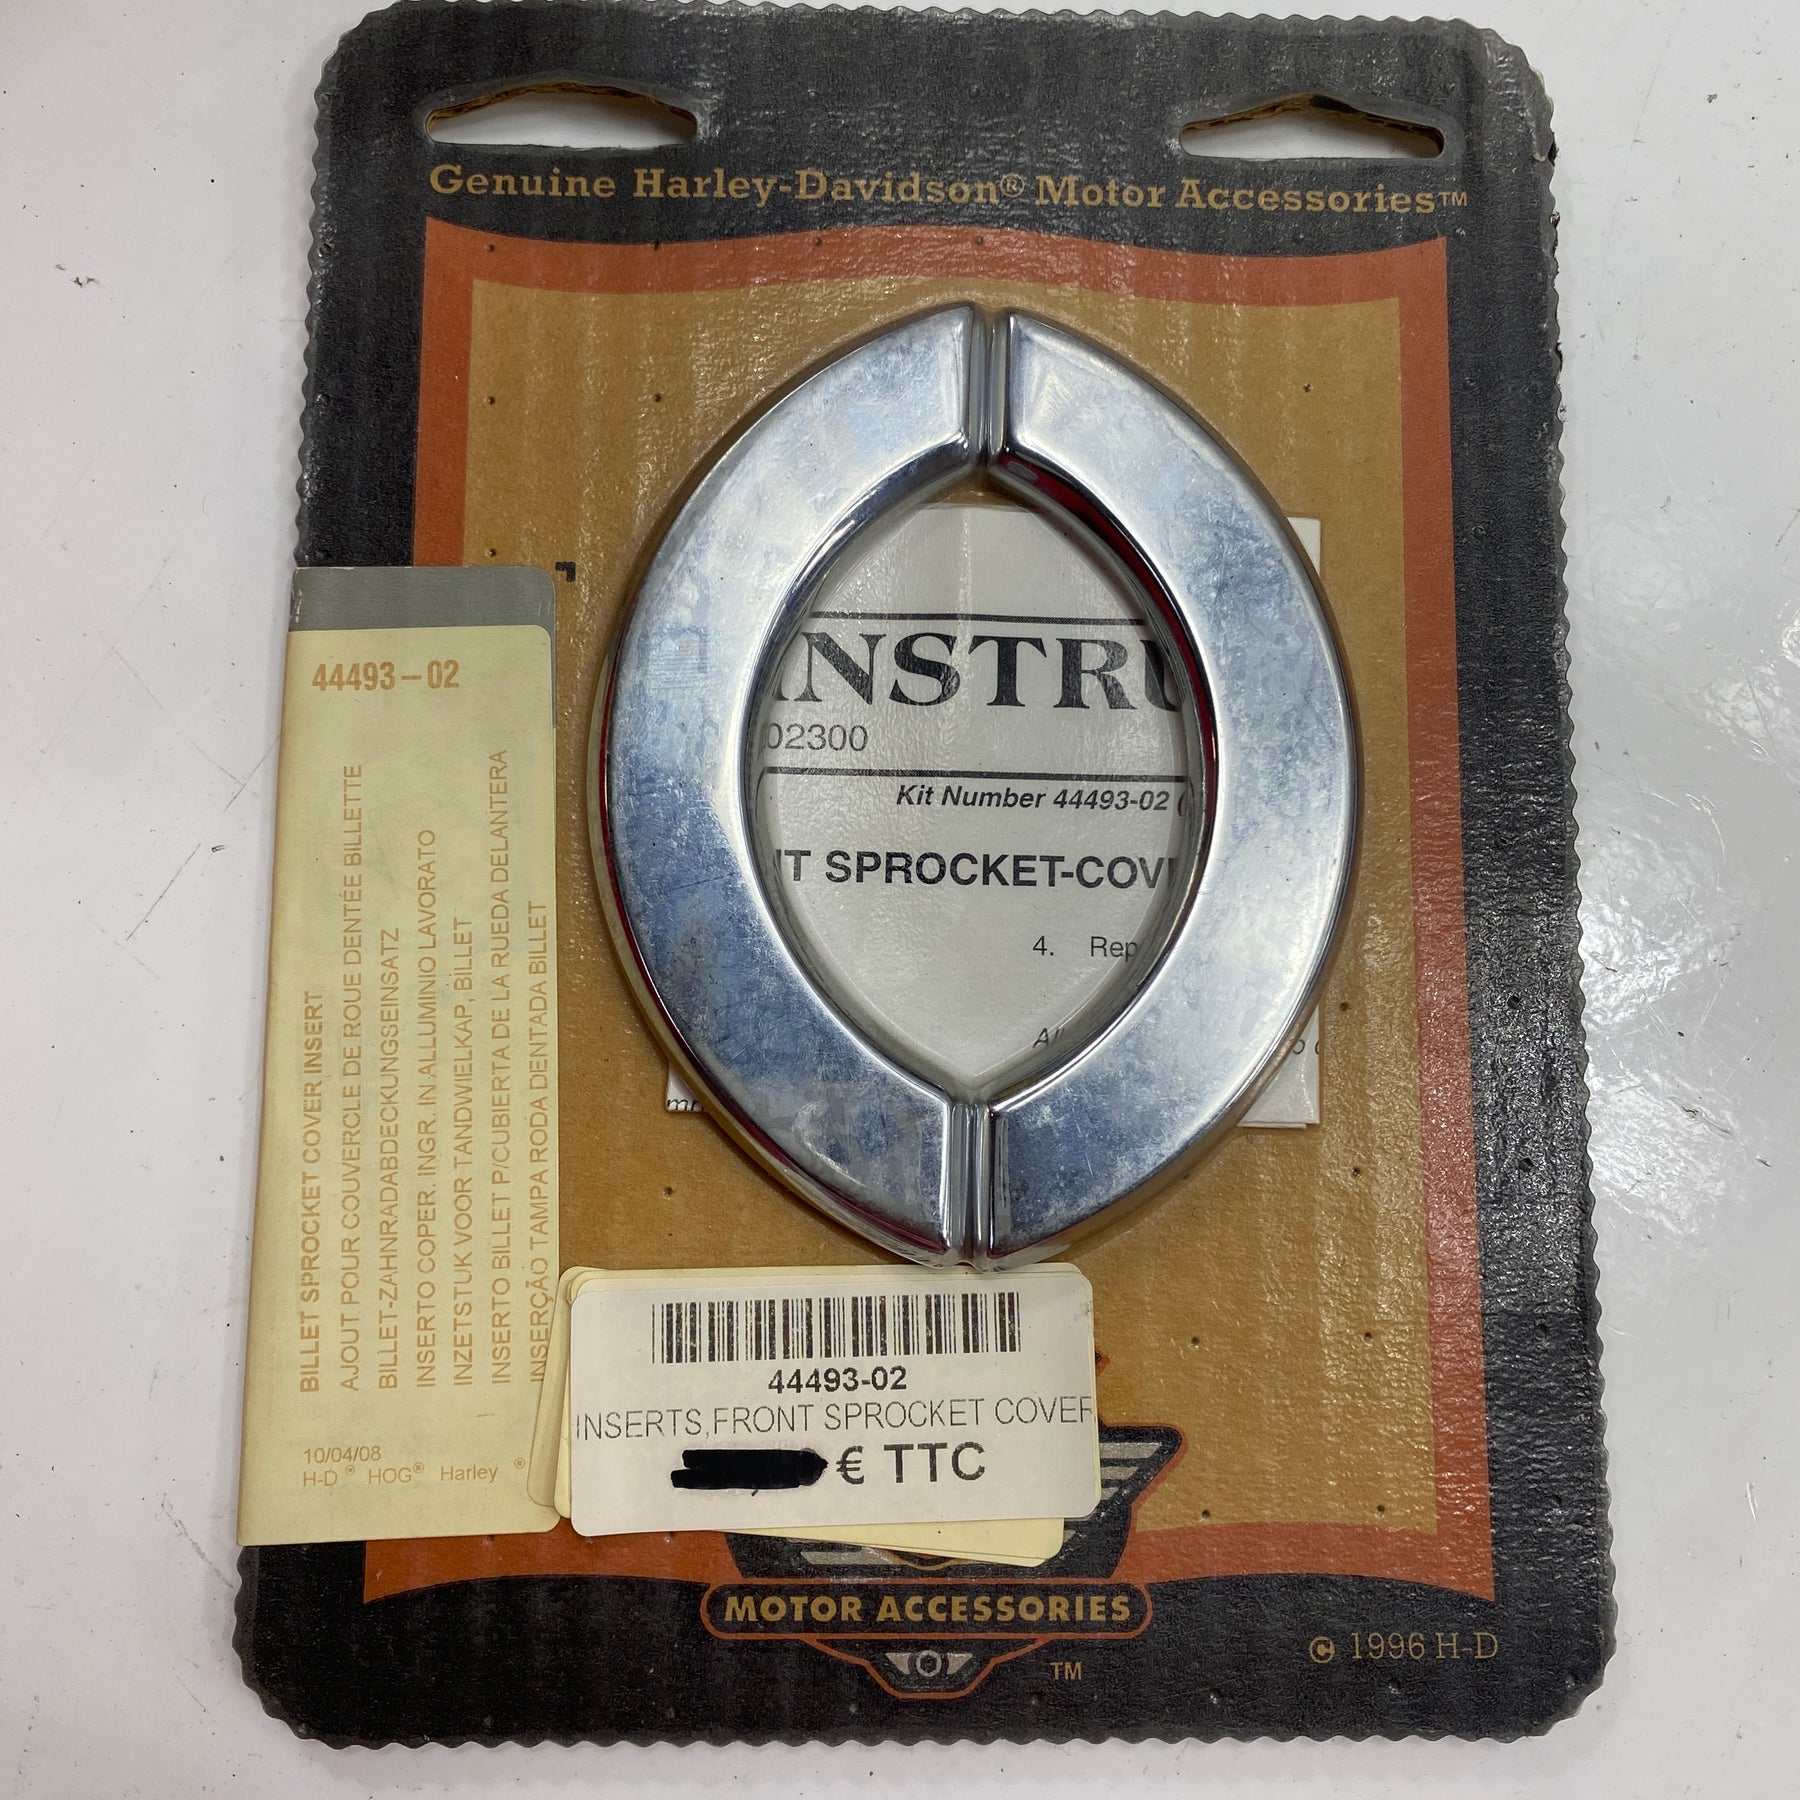 Genuine Harley-Davidson® Motor Accessories™
INSTRU
02300
Kit Number 44493-02 (
T SPROCKET-COV
4. Rep
44493-02
BILLET SPROCKET COVER INSERT
AJOUT POUR COUVERCLE DE ROUE DENTÉE BILLETTE
BILLET-ZAHNRADABDECKUNGSEINSATZ
INSERTO COPER. INGR. IN ALLUMINIO LAVORATO
INZETSTUK VOOR TANDWIELKAP, BILLET
INSERTO BILLET P/CUBIERTA DE LA RUEDA DELANTERA
INSERÇÃO TAMPA RODA DENTADA BILLET
10/04/08
H-D® HOG® Harley®
44493-02
INSERTS,FRONT SPROCKET COVER
€ TTC
MOTOR ACCESSORIES
TM
© 1996 H-D